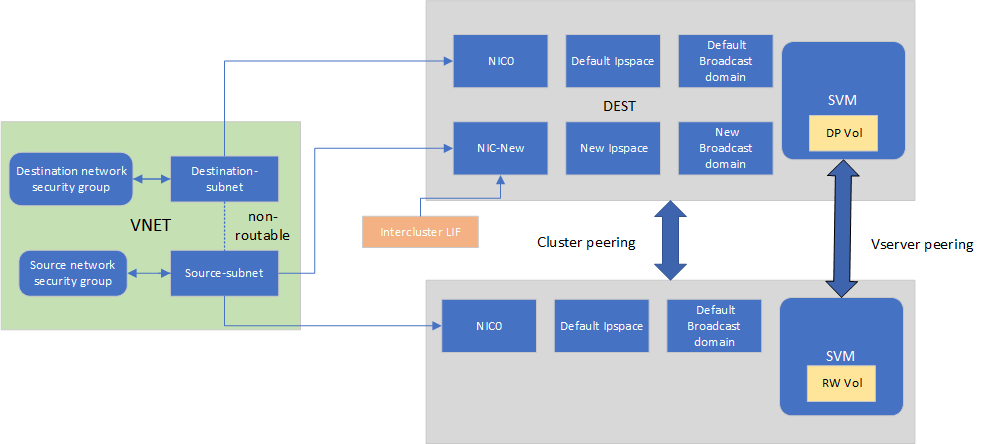 NIC0
Default Ipspace
Default
Broadcast
domain
SVM
DP Vol
DEST
NIC-New
New Ipspace
New
Broadcast
domain
Destination network
security group
Destination-
subnet
VNET
non-
routable
Source network
security group
Source-subnet
Intercluster LIF
Cluster peering
Vserver peering
NIC0
Default Ipspace
Default
Broadcast
domain
SVM
RW Vol